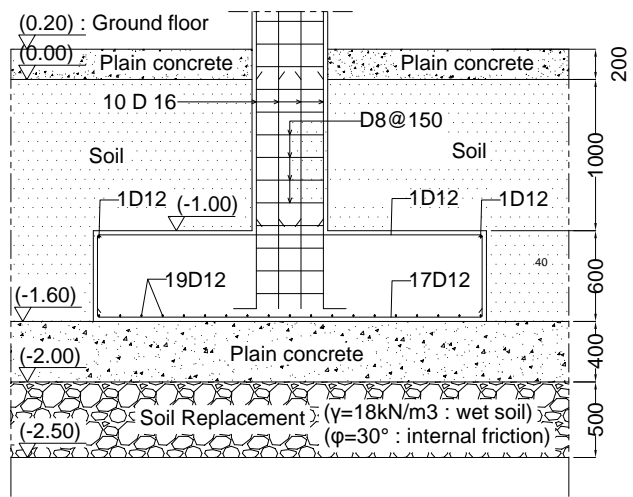 (0.20) : Ground floor
(0.00)
Plain concrete
Plain concrete
200
10 D 16
D8@150
Soil
Soil
1000
1D12
(-1.00)
1D12
1D12
40
19D12
17D12
600
(-1.60)
Plain concrete
400
(-2.00)
Soil Replacement
(γ=18kN/m3 : wet soil)
(φ=30° : internal friction)
500
(-2.50)